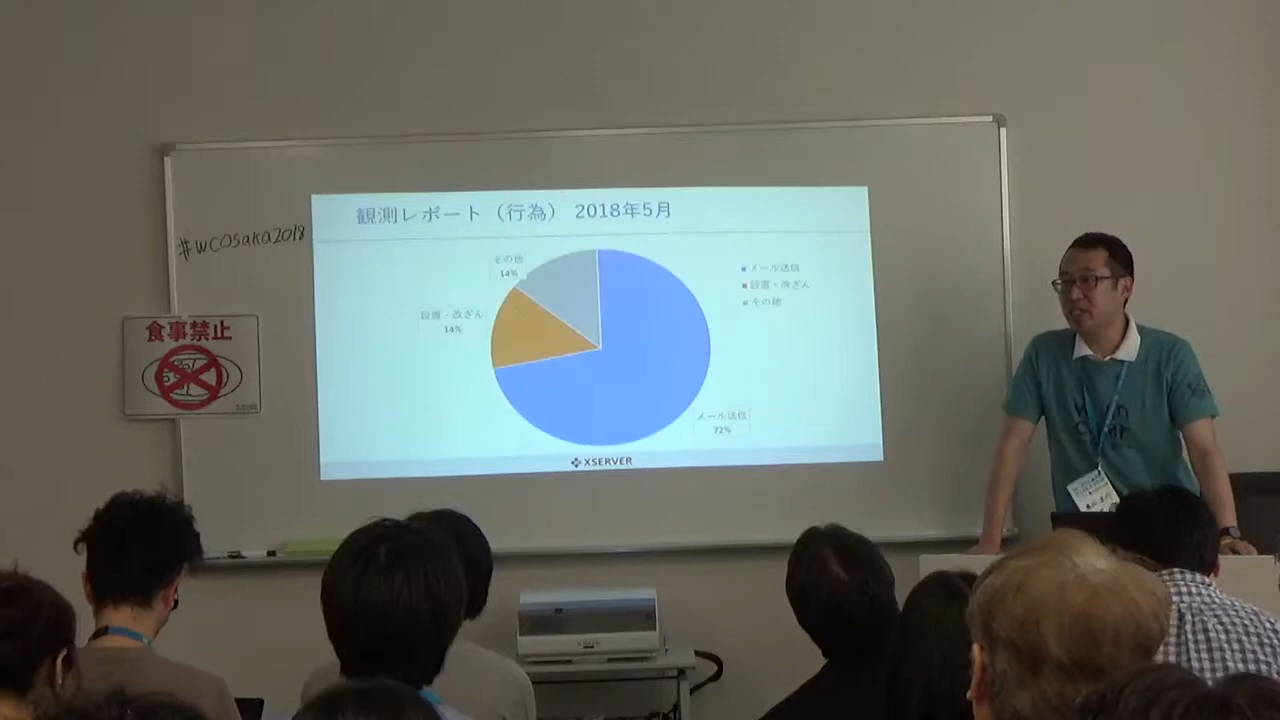 観測レポート（行為） 2018年5月
#WCOsaka2018
その他
14%
設置・改ざん
14%
メール送信
72%
メール送信
設置・改ざん
その他
XSERVER
食事禁止